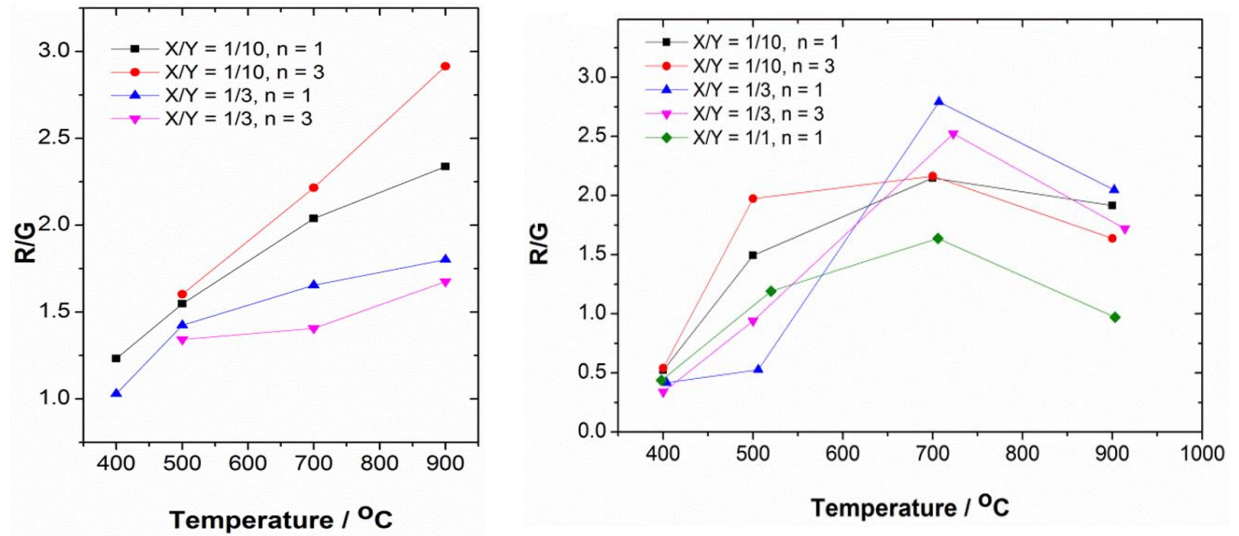 X/Y = 1/10, n = 1
X/Y = 1/10, n = 3
X/Y = 1/3, n = 1
X/Y = 1/3, n = 3
3.0
2.5
2.0
1.5
1.0
R/G
400 500 600 700 800 900
Temperature / °C
X/Y = 1/10, n = 1
X/Y = 1/10, n = 3
X/Y = 1/3, n = 1
X/Y = 1/3, n = 3
X/Y = 1/1, n = 1
3.0
2.5
2.0
1.5
1.0
0.5
0.0
R/G
400 500 600 700 800 900 1000
Temperature / °C